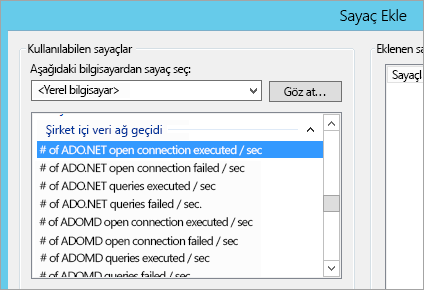 Sayaç Ekle
Kullanılabilen sayaçlar
Aşağıdaki bilgisayardan sayaç seç:
<Yerel bilgisayar>
Göz at...
Şirket içi veri ağ geçidi
# of ADO.NET open connection executed / sec
# of ADO.NET open connection failed / sec
# of ADO.NET queries executed / sec
# of ADO.NET queries failed / sec.
# of ADOMD open connection executed / sec
# of ADOMD open connection failed / sec
# of ADOMD queries executed / sec
# of ADOMD queries failed / sec
Eklenen sa
Sayaçl